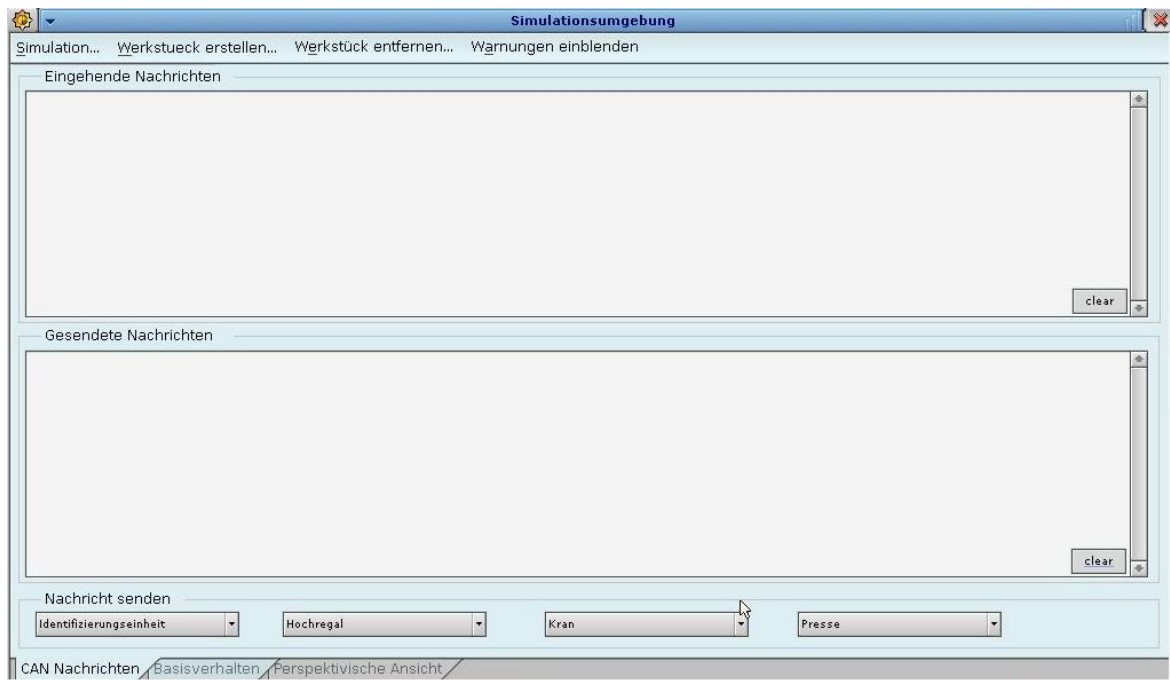 Simulationsumgebung
Simulation... Werkstueck erstellen... Werkstück entfernen... Warnungen einblenden
Eingehende Nachrichten
clear
Gesendete Nachrichten
clear
Nachricht senden
Identifizierungseinheit Hochregal Kran Presse
CAN Nachrichten Basisverhalten Perspektivische Ansicht